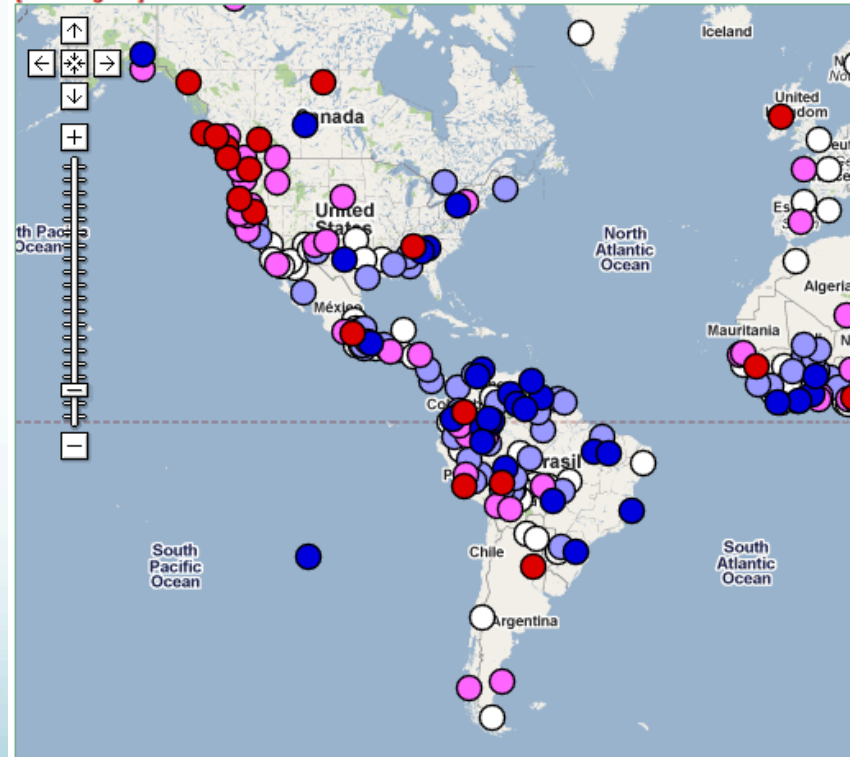 Iceland
Canada
United
Kingdom
United
States
North
Atlantic
Ocean
Ocean
México
Mauritania
Algeria
Brasil
South
Pacific
Ocean
Chile
South
Atlantic
Ocean
Argentina